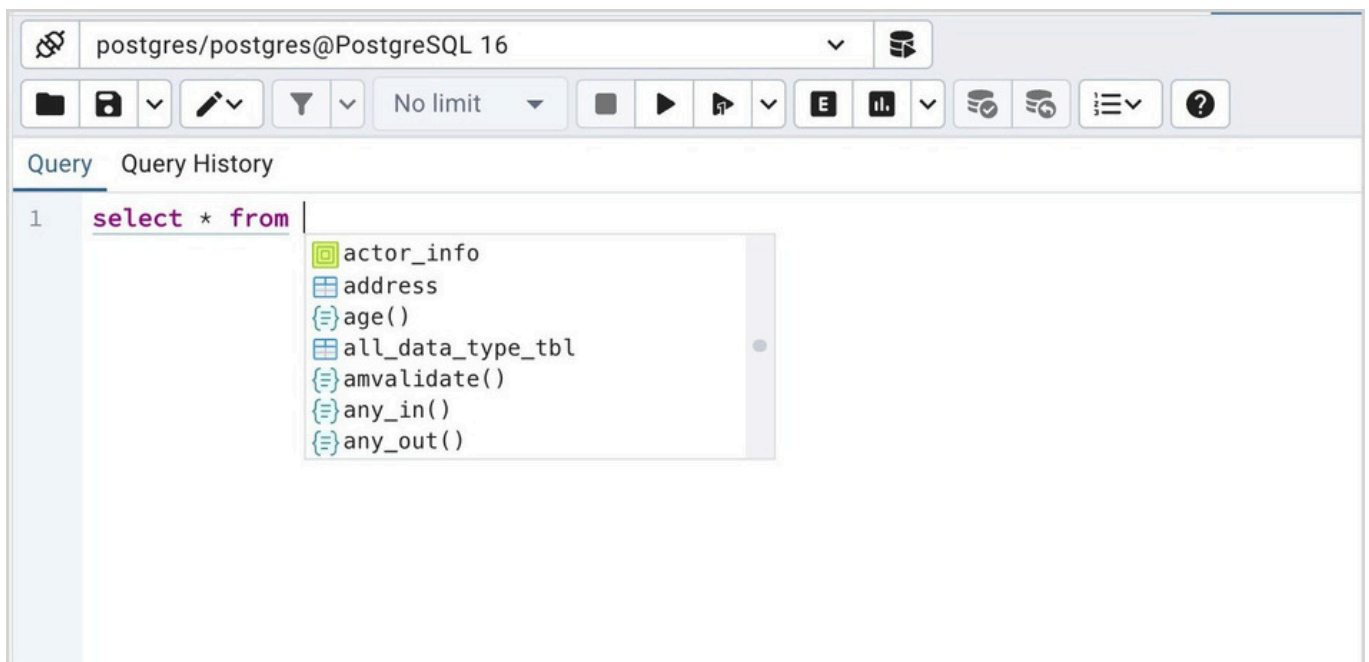 postgres/postgres@PostgreSQL 16
No limit
E
Query Query History
1 select * from
actor_info
address
age()
all_data_type_tbl
amvalidate()
any_in()
any_out()